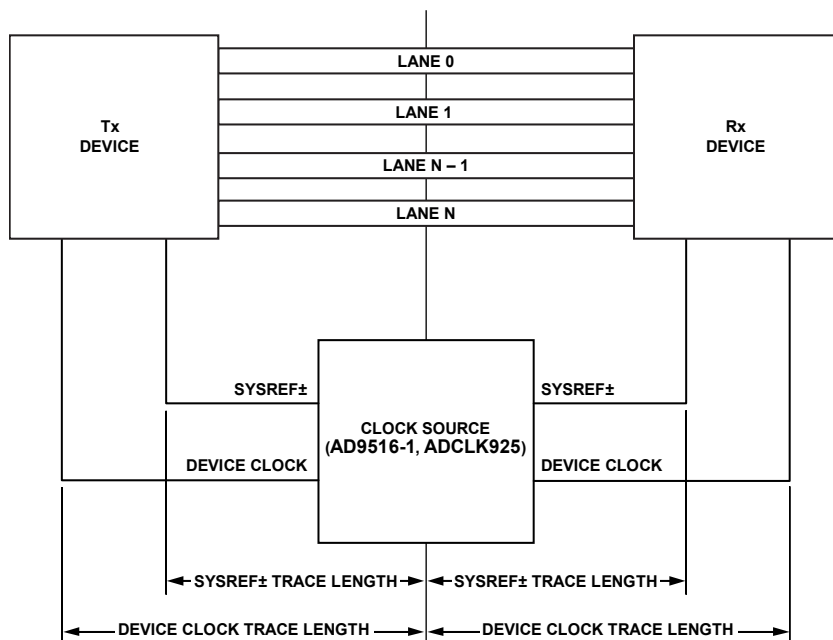 LANE 0
LANE 1
Tx
DEVICE
Rx
DEVICE
LANE N – 1
LANE N
SYSREF±
SYSREF±
CLOCK SOURCE
(AD9516-1, ADCLK925)
DEVICE CLOCK
DEVICE CLOCK
SYSREF± TRACE LENGTH
SYSREF± TRACE LENGTH
DEVICE CLOCK TRACE LENGTH
DEVICE CLOCK TRACE LENGTH